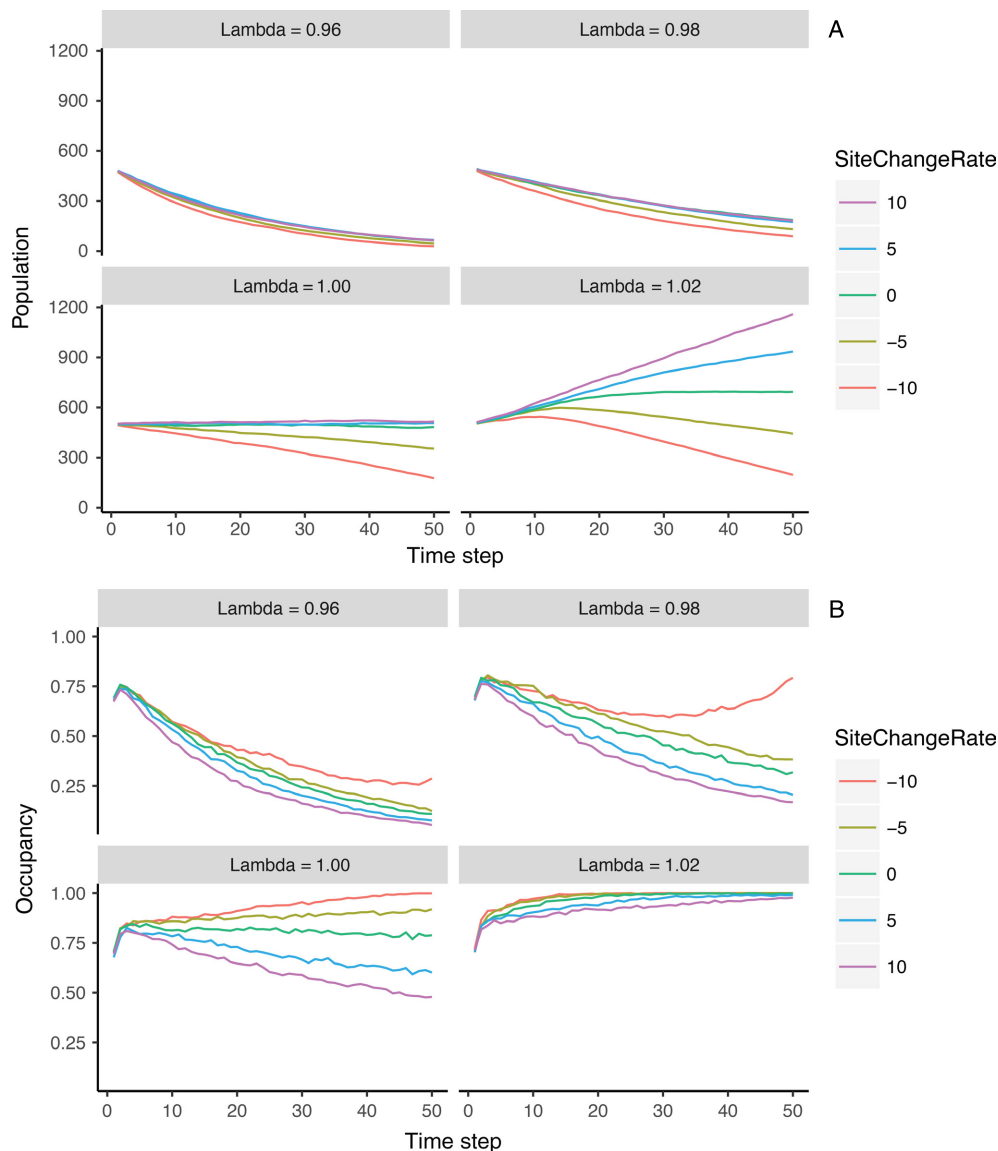 Lambda = 0.96
Lambda = 0.98
A
1200
900
600
300
0
Population
Lambda = 1.00
Lambda = 1.02
1200
900
600
300
0
0 10 20 30 40 50
0 10 20 30 40 50
Time step
SiteChangeRate
10
5
0
−5
−10
Lambda = 0.96
Lambda = 0.98
B
1.00
0.75
0.50
0.25
Occupancy
Lambda = 1.00
Lambda = 1.02
1.00
0.75
0.50
0.25
0 10 20 30 40 50
0 10 20 30 40 50
Time step
SiteChangeRate
−10
−5
0
5
10